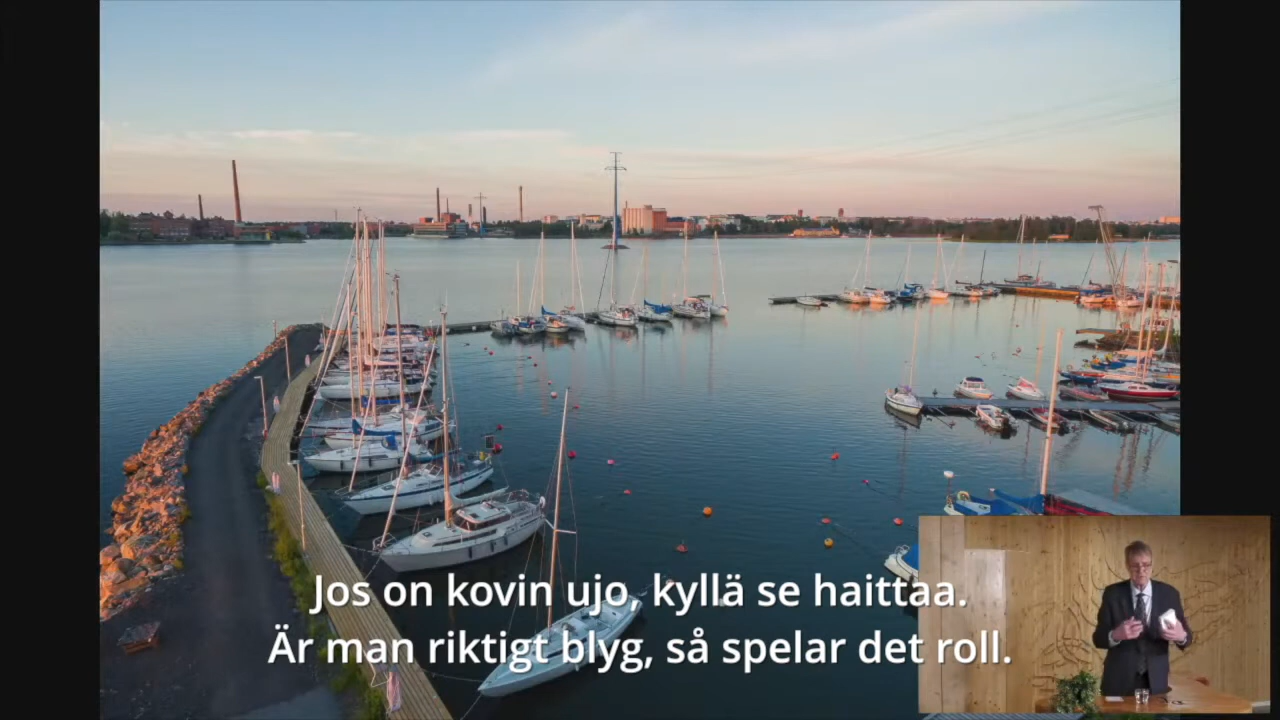 Jos on kovin ujo, kyllä se haittaa.
Är man riktigt blyg, så spelar det roll.